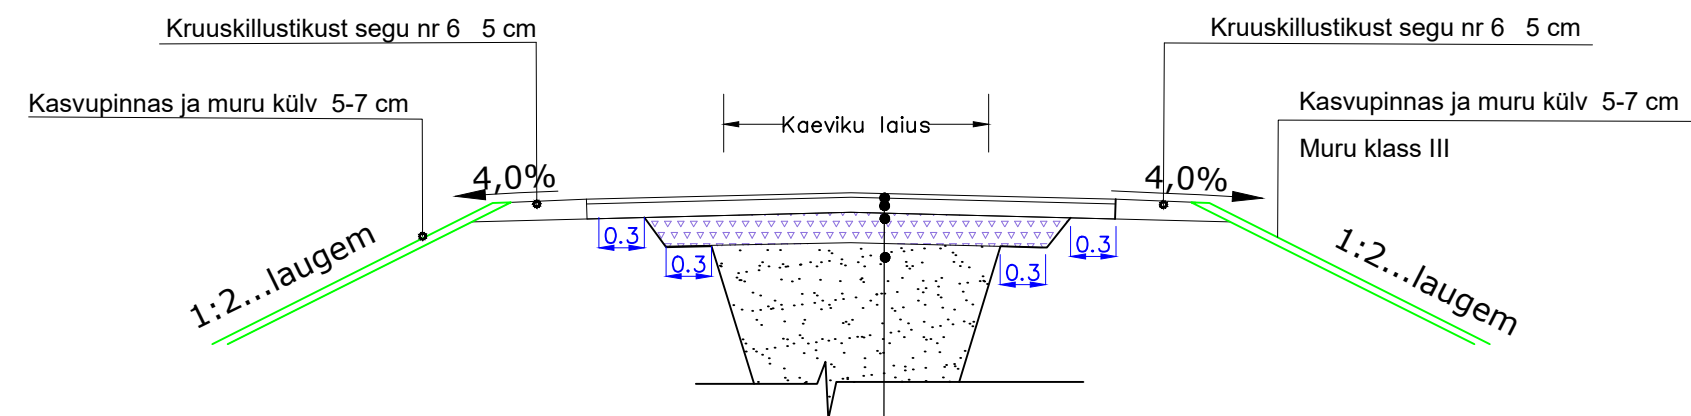 Kruuskillustikust segu nr 6 5 cm
Kruuskillustikust segu nr 6 5 cm
Kasvupinnas ja muru külv 5-7 cm
Kasvupinnas ja muru külv 5-7 cm
Kaeviku laius
Muru klass III
4,0%
4,0%
0.3
0.3
0.3
0.3
1:2...laugem
1:2...laugem